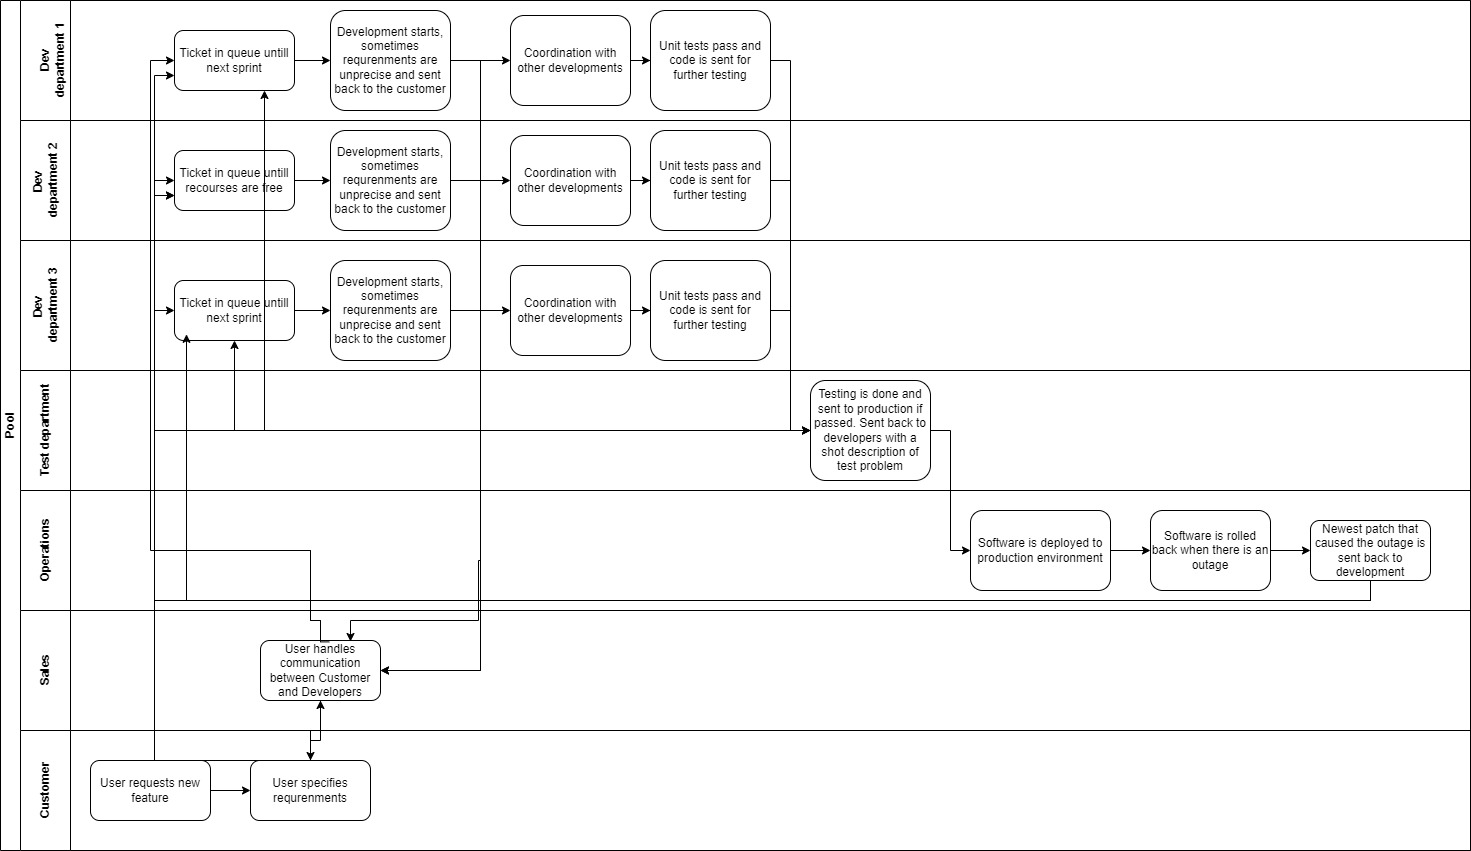 Pool
Dev
department 1
Ticket in queue untill
next sprint
Development starts,
sometimes
requrenments are
unprecise and sent
back to the customer
Coordination with
other developments
Unit tests pass and
code is sent for
further testing
Dev
department 2
Ticket in queue untill
recourses are free
Development starts,
sometimes
requrenments are
unprecise and sent
back to the customer
Coordination with
other developments
Unit tests pass and
code is sent for
further testing
Dev
department 3
Ticket in queue untill
next sprint
Development starts,
sometimes
requrenments are
unprecise and sent
back to the customer
Coordination with
other developments
Unit tests pass and
code is sent for
further testing
Test department
Testing is done and
sent to production if
passed. Sent back to
developers with a
shot description of
test problem
Operations
Software is deployed to
production environment
Software is rolled
back when there is an
outage
Newest patch that
caused the outage is
sent back to
development
Sales
User handles
communication
between Customer
and Developers
Customer
User requests new
feature
User specifies
requrenments